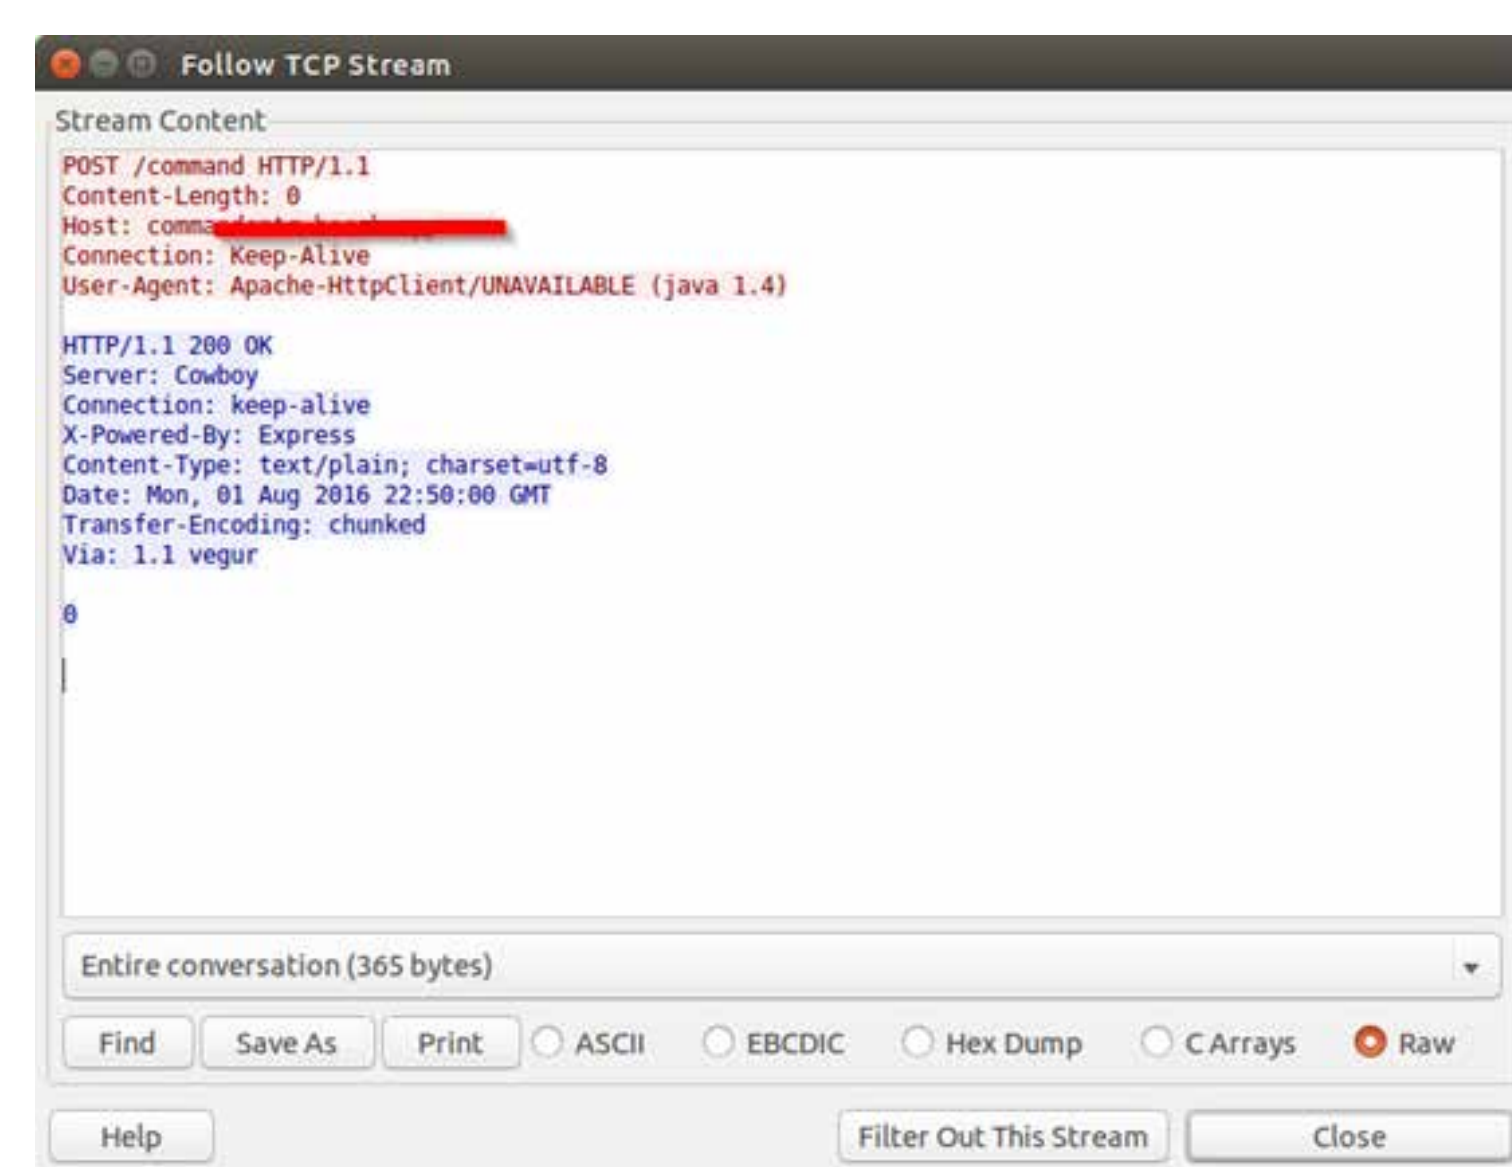 Follow TCP Stream
Stream Content
POST /command HTTP/1.1
Content-Length: 0
Host:
Connection: Keep-Alive
User-Agent: Apache-HttpClient/UNAVAILABLE (java 1.4)
HTTP/1.1 200 OK
Server: Cowboy
Connection: keep-alive
X-Powered-By: Express
Content-Type: text/plain; charset=utf-8
Date: Mon, 01 Aug 2016 22:50:00 GMT
Transfer-Encoding: chunked
Via: 1.1 vegur
0
Entire conversation (365 bytes)
Find Save As Print ASCII EBCDIC Hex Dump C Arrays Raw
Help Filter Out This Stream Close